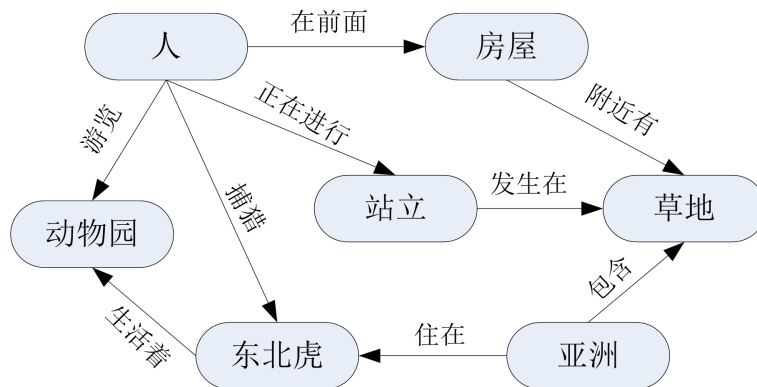 人
在前面
房屋
游览
正在进行
附近有
捕猎
站立
发生在
草地
动物园
包含
生活着
东北虎
住在
亚洲